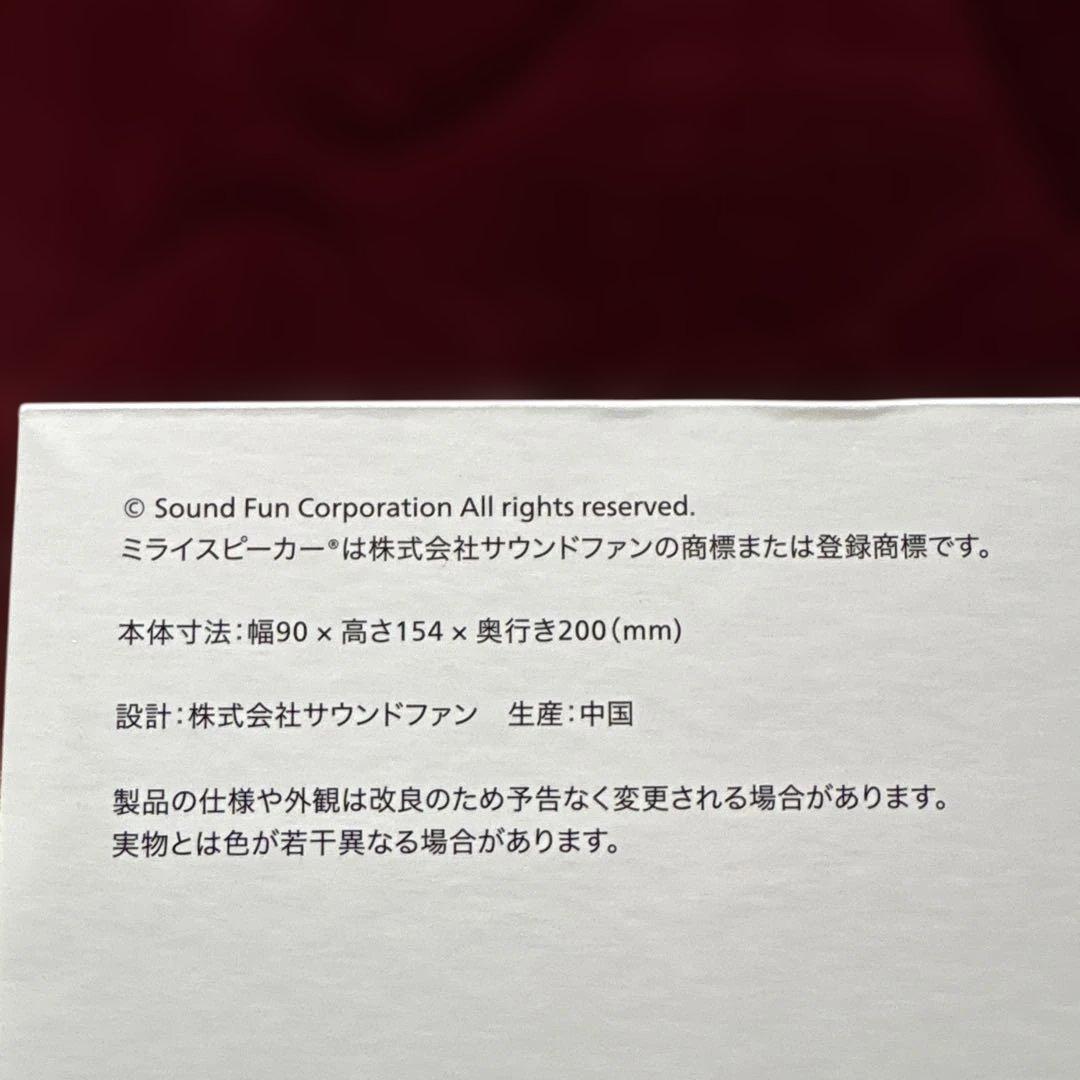 © Sound Fun Corporation All rights reserved.
ミライスピーカー®は株式会社サウンドファンの商標または登録商標です。
本体寸法：幅90 × 高さ154 × 奥行き200（mm）
設計：株式会社サウンドファン　生産：中国
製品の仕様や外観は改良のため予告なく変更される場合があります。
実物とは色が若干異なる場合があります。